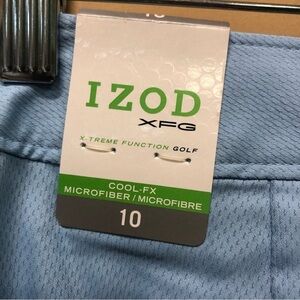 IZOD
XFG
X-TREME FUNCTION GOLF
COOL-FX
MICROFIBER / MICROFIBRE
10